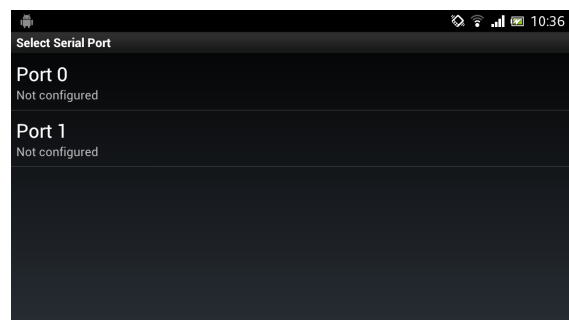 10:36
Select Serial Port
Port 0
Not configured
Port 1
Not configured